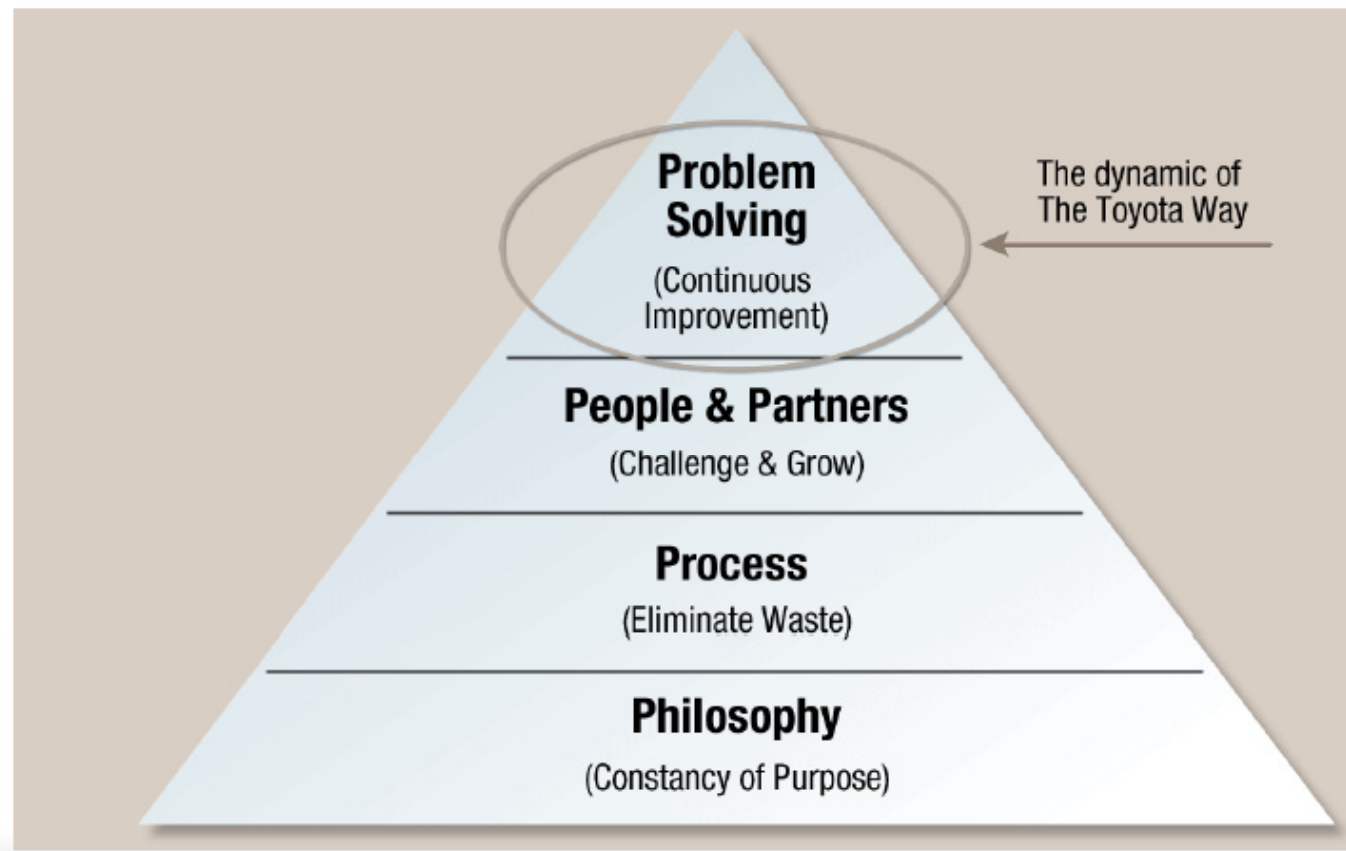 Problem
Solving
(Continuous
Improvement)
The dynamic of
The Toyota Way
People & Partners
(Challenge & Grow)
Process
(Eliminate Waste)
Philosophy
(Constancy of Purpose)